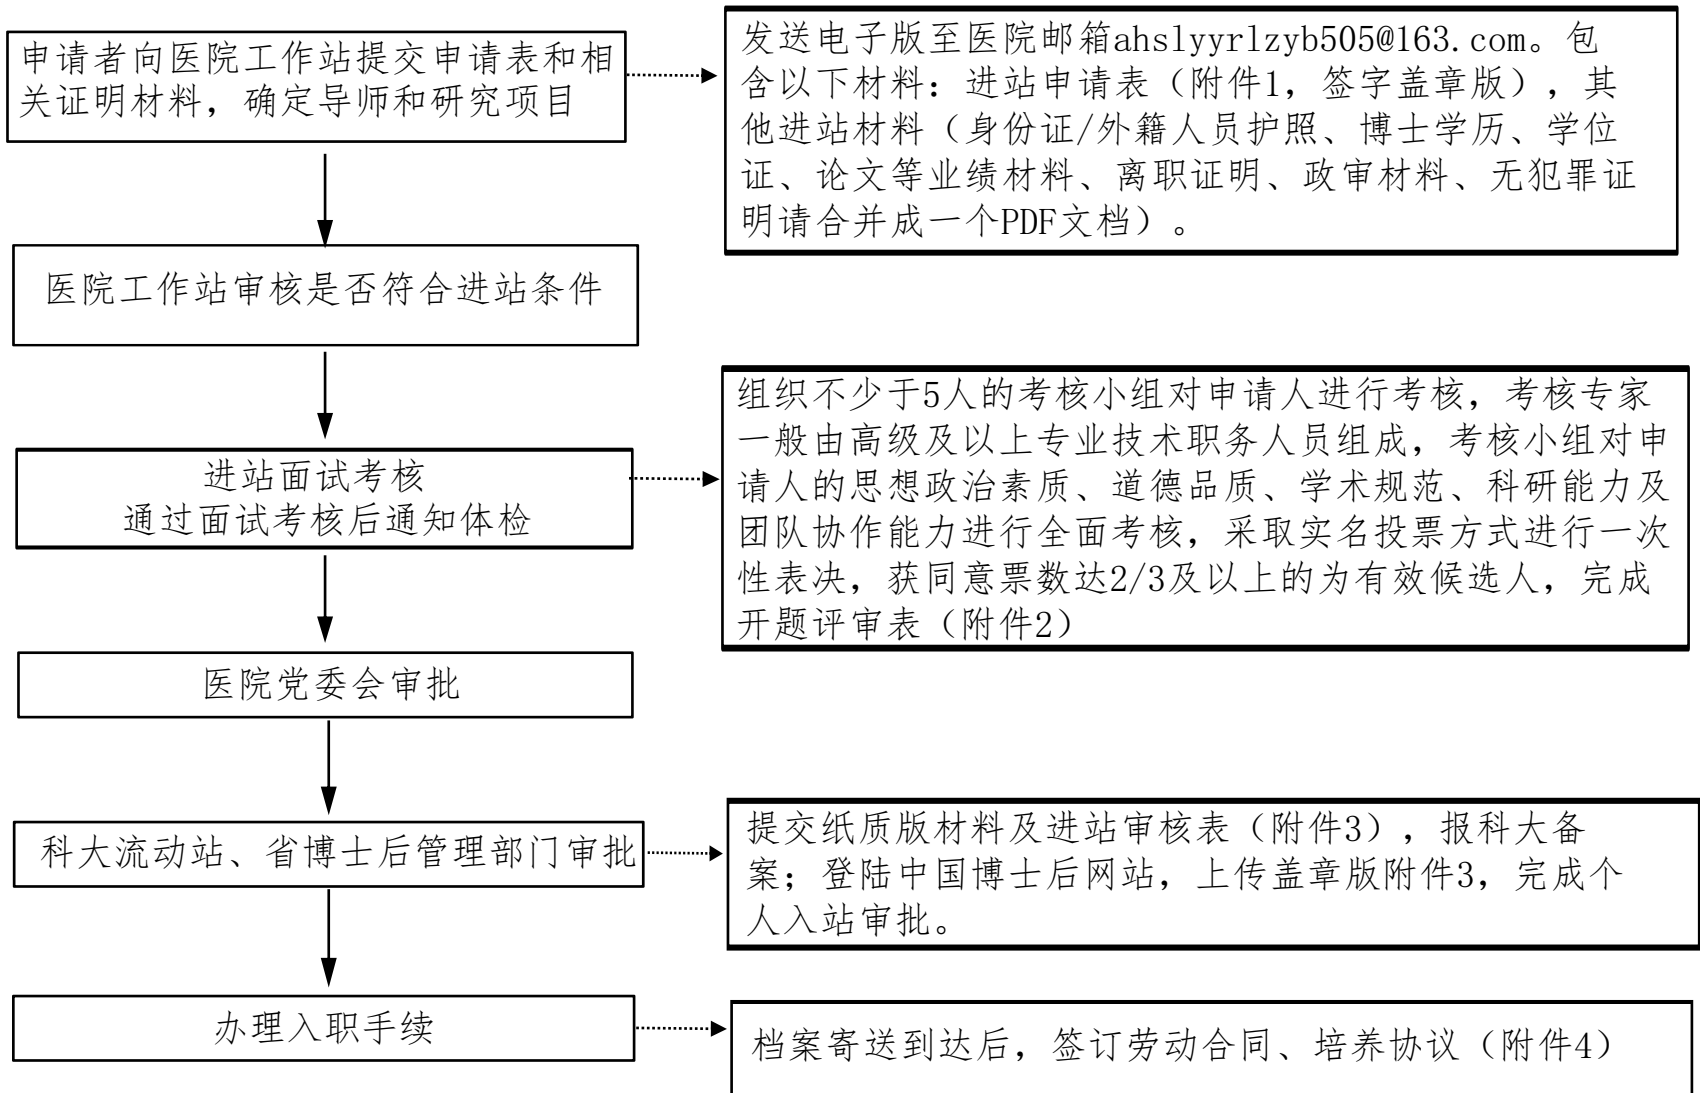 申请者向医院工作站提交申请表和相
关证明材料，确定导师和研究项目
发送电子版至医院邮箱ahslyyrlzyb505@163.com。包
含以下材料：进站申请表（附件1，签字盖章版），其
他进站材料（身份证/外籍人员护照、博士学历、学位
证、论文等业绩材料、离职证明、政审材料、无犯罪证
明请合并成一个PDF文档）。
医院工作站审核是否符合进站条件
进站面试考核
通过面试考核后通知体检
组织不少于5人的考核小组对申请人进行考核，考核专家
一般由高级及以上专业技术职务人员组成，考核小组对申
请人的思想政治素质、道德品质、学术规范、科研能力及
团队协作能力进行全面考核，采取实名投票方式进行一次
性表决，获同意票数达2/3及以上的为有效候选人，完成
开题评审表（附件2）
医院党委会审批
科大流动站、省博士后管理部门审批
提交纸质版材料及进站审核表（附件3），报科大备
案；登陆中国博士后网站，上传盖章版附件3，完成个
人入站审批。
办理入职手续
档案寄送到达后，签订劳动合同、培养协议（附件4）